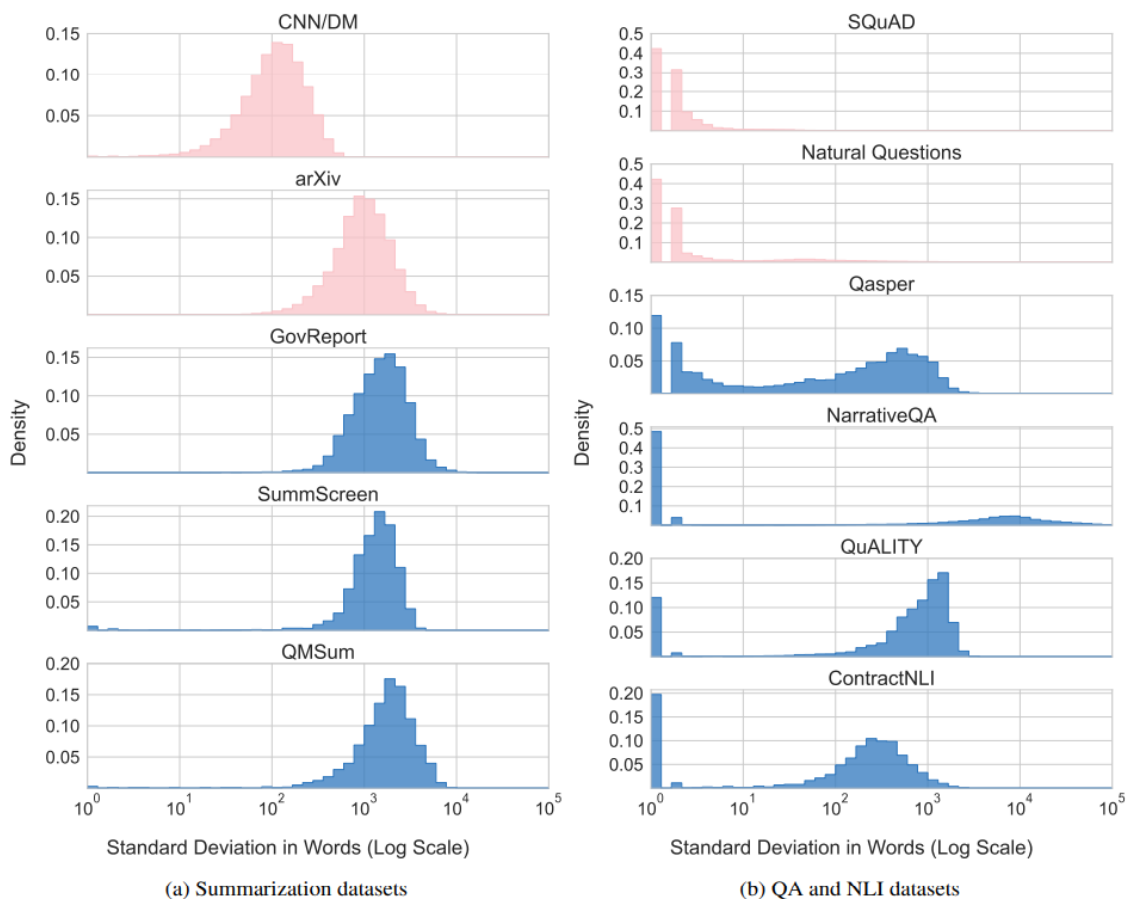 CNN/DM
0.15
0.10
0.05
arXiv
0.15
0.10
0.05
GovReport
0.15
0.10
0.05
SummScreen
0.20
0.15
0.10
0.05
QMSum
0.20
0.15
0.10
0.05
10^0 10^1 10^2 10^3 10^4 10^5
Density
Standard Deviation in Words (Log Scale)
(a) Summarization datasets
SQuAD
0.5
0.4
0.3
0.2
0.1
Natural Questions
0.5
0.4
0.3
0.2
0.1
Qasper
0.15
0.10
0.05
NarrativeQA
0.5
0.4
0.3
0.2
0.1
QuALITY
0.20
0.15
0.10
0.05
ContractNLI
0.20
0.15
0.10
0.05
10^0 10^1 10^2 10^3 10^4 10^5
Density
Standard Deviation in Words (Log Scale)
(b) QA and NLI datasets